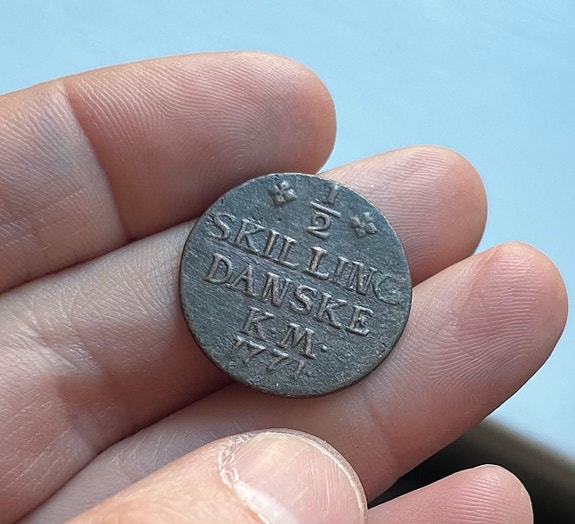 1/2
SKILLING
DANSKE
K·M·
1771